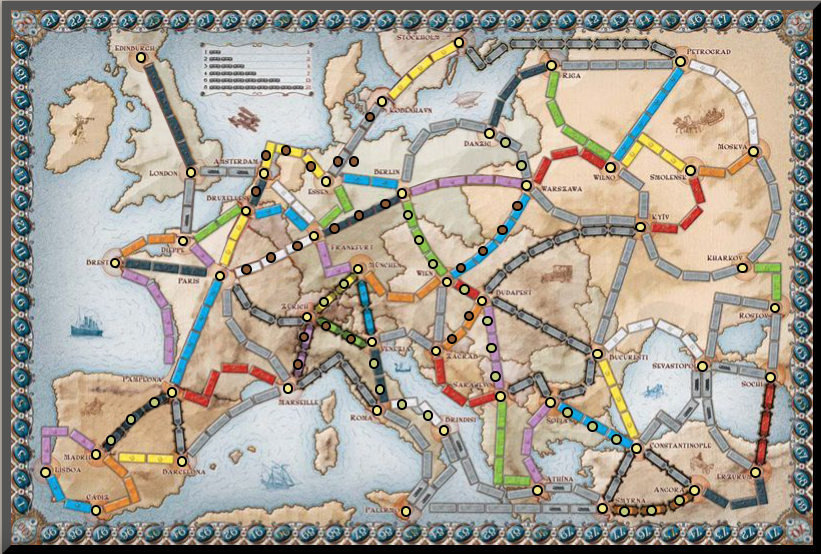 EDINBURGH
STOCKHOLM
PETROGRAD
RIGA
KØBENHAVN
DANZIG
MOSKVA
LONDON
AMSTERDAM
ESSEN
BERLIN
WARSZAWA
WILNO
SMOLENSK
BRUXELLES
KYIV
DIEPPE
FRANKFURT
BREST
PARIS
MÜNCHEN
WIEN
KHARKOV
BUDAPEST
ZÜRICH
ROSTOV
VENEZIA
ZAGRAB
BUCURESTI
SEVASTOPOL
PAMPLONA
SARAJEVO
SOCHI
MARSEILLE
ROMA
BRINDISI
SOFIA
MADRID
BARCELONA
CONSTANTINOPLE
LISBOA
ATHINA
ANGORA
ERZURUM
CADIZ
PALERMO
SMYRNA